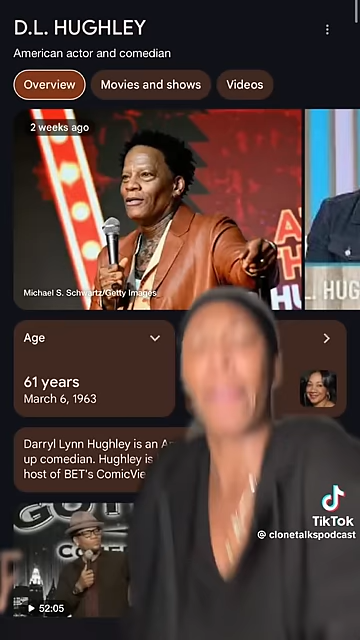 D.L. HUGHLEY
American actor and comedian
Overview
Movies and shows
Videos
2 weeks ago
Michael S. Schwartz/Getty Images
Age
61 years
March 6, 1963
Darryl Lynn Hughley is an
up comedian. Hughley is
host of BET's ComicVie
52:05
TikTok
@ clonetalkspodcast